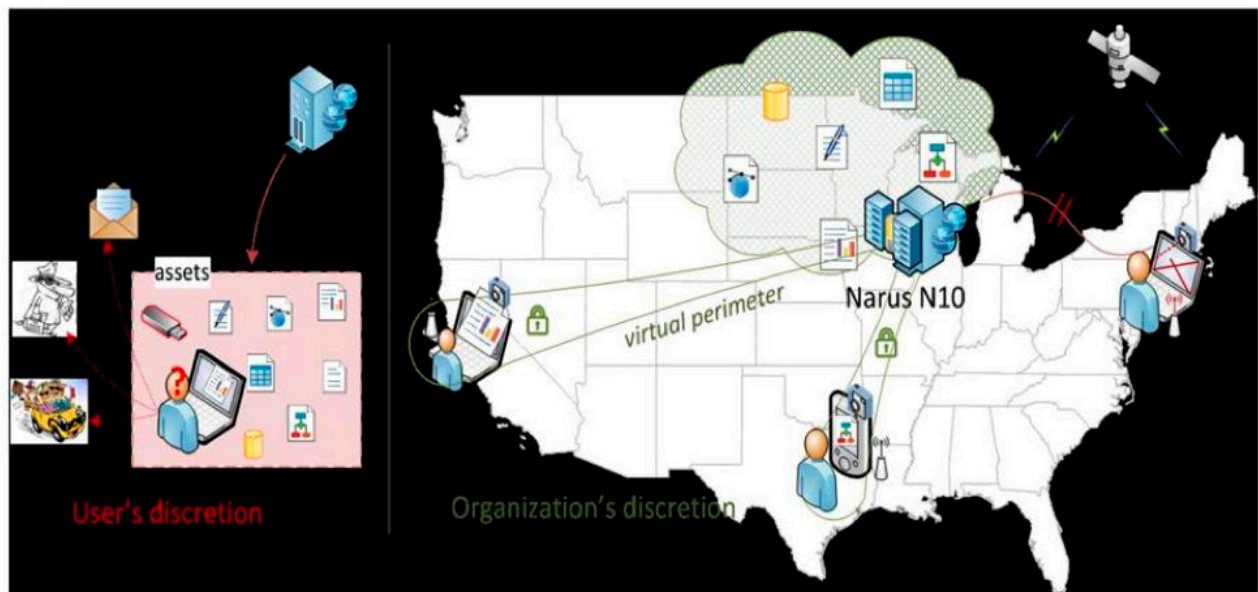 assets
User's discretion
Narus N10
virtual perimeter
Organization's discretion
?